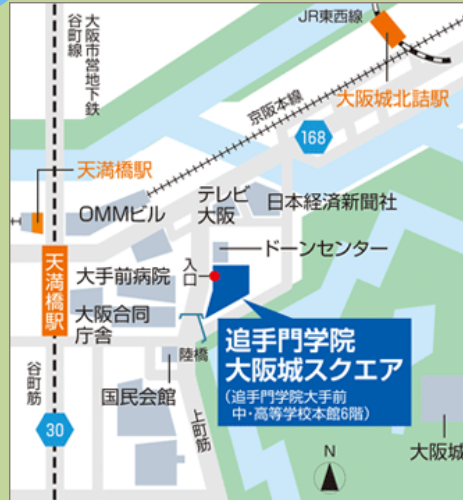 JR東西線
大阪市営地下鉄
谷町線
大阪城北詰駅
京阪本線
168
天満橋駅
OMMビル
テレビ
大阪
日本経済新聞社
ドーンセンター
天満橋駅
大手前病院
入口
大阪合同
庁舎
追手門学院
大阪城スクエア
(追手門学院大手前
中・高等学校本館6階)
陸橋
谷町筋
国民会館
上町筋
30
N
大阪城